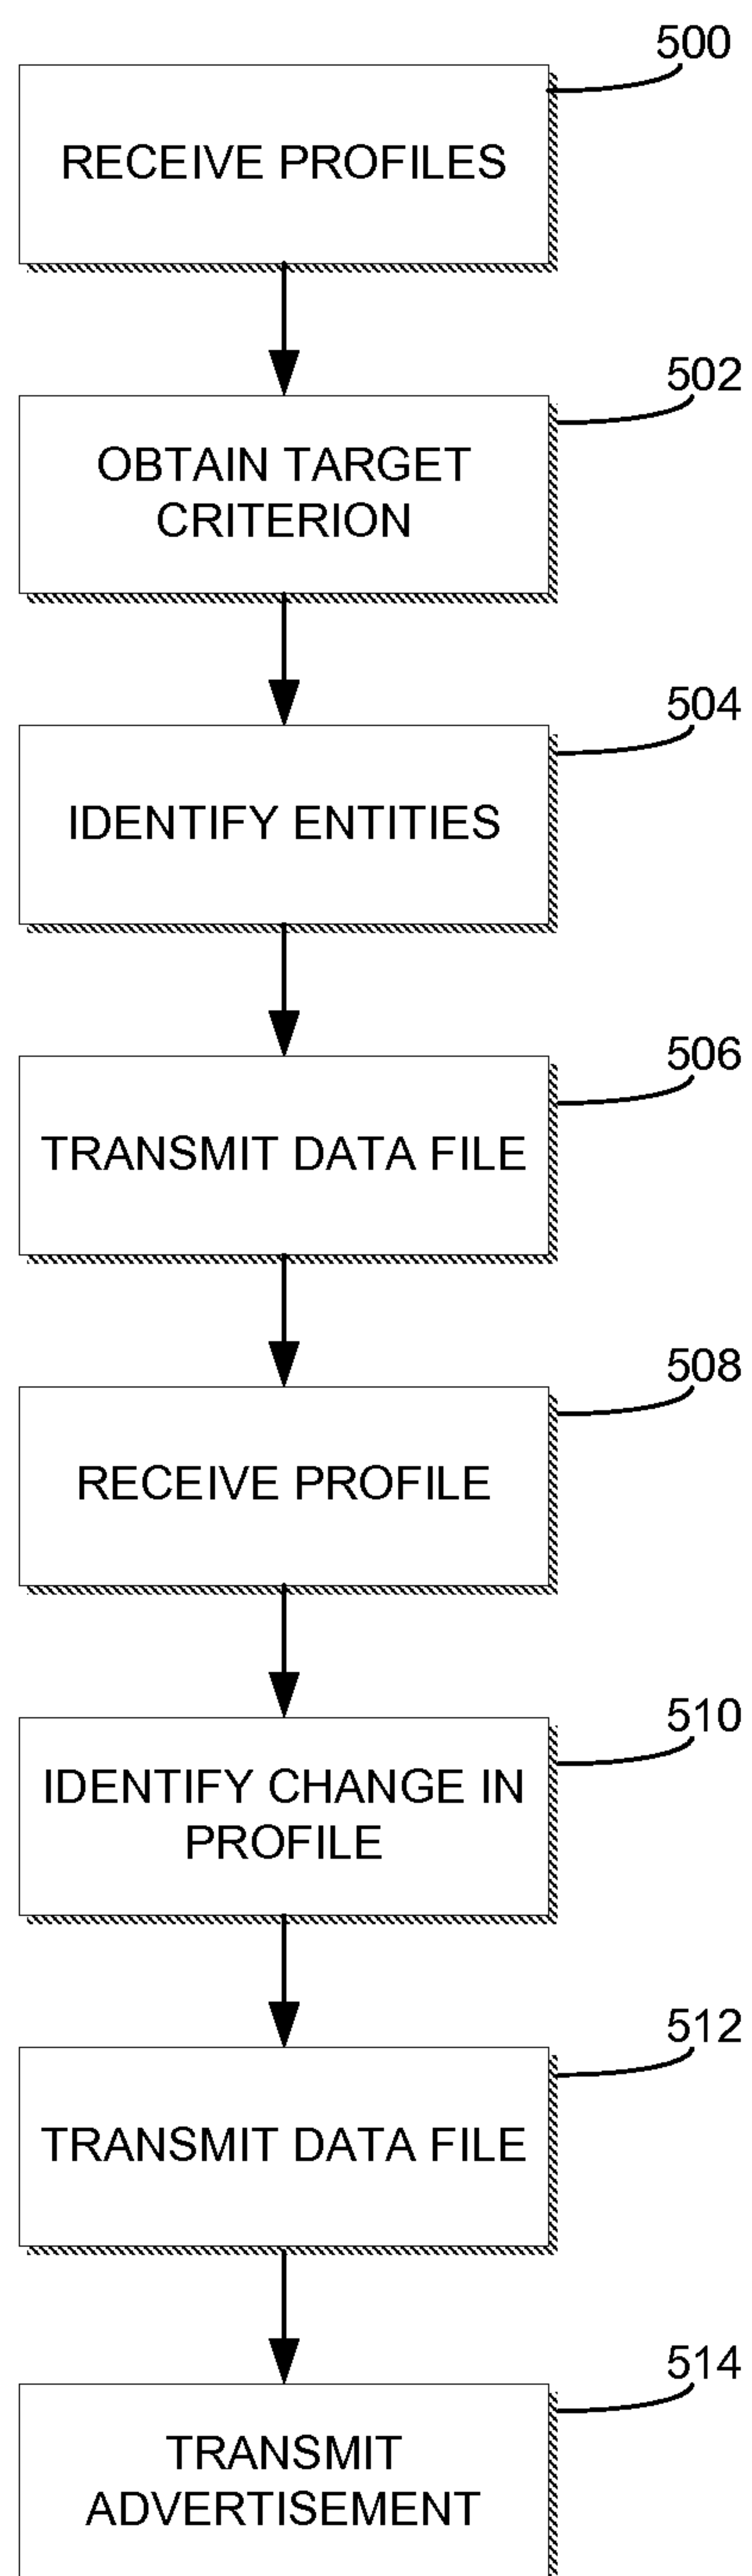 500
RECEIVE PROFILES
502
OBTAIN TARGET
CRITERION
504
IDENTIFY ENTITIES
506
TRANSMIT DATA FILE
508
RECEIVE PROFILE
510
IDENTIFY CHANGE IN
PROFILE
512
TRANSMIT DATA FILE
514
TRANSMIT
ADVERTISEMENT